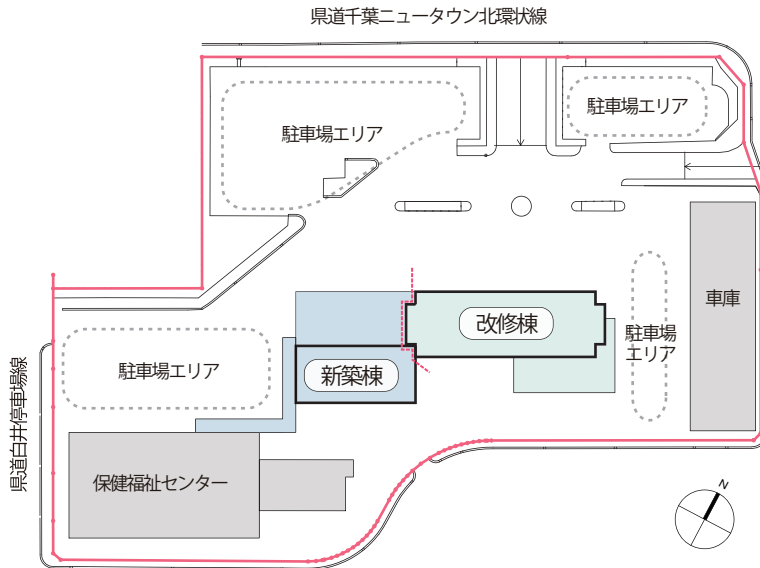 県道千葉ニュータウン北環状線
駐車場エリア
駐車場エリア
車庫
改修棟
駐車場
エリア
駐車場エリア
新築棟
県道白井停車場線
保健福祉センター
N